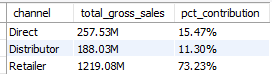 channel total_gross_sales pct_contribution
Direct 257.53M 15.47%
Distributor 188.03M 11.30%
Retailer 1219.08M 73.23%